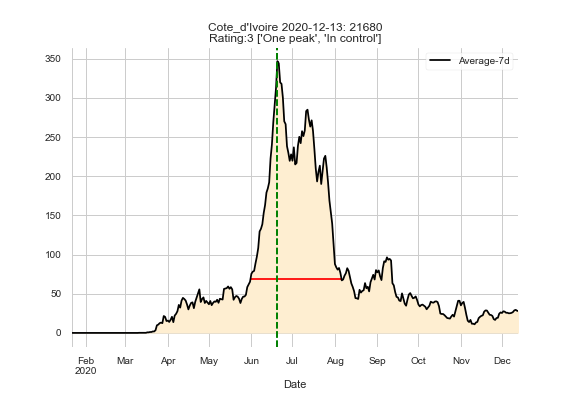 Cote_d'Ivoire 2020-12-13: 21680
Rating:3 ['One peak', 'In control']
Average-7d
350
300
250
200
150
100
50
0
Feb Mar Apr May Jun Jul Aug Sep Oct Nov Dec
2020
Date